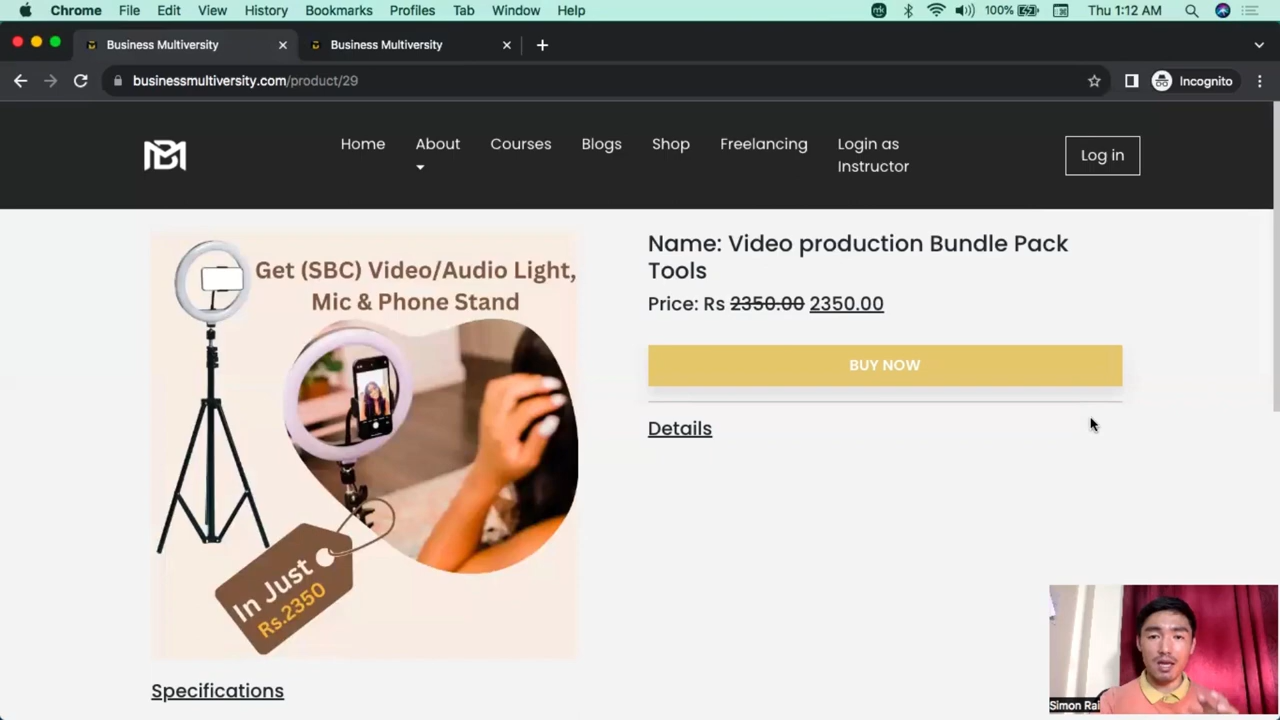 Chrome File Edit View History Bookmarks Profiles Tab Window Help 100% Thu 1:12 AM
Business Multiversity Business Multiversity
businessmultiversity.com/product/29 Incognito
Home About Courses Blogs Shop Freelancing Login as
Instructor
Log in
Get (SBC) Video/Audio Light,
Mic & Phone Stand
In Just
Rs.2350
Name: Video production Bundle Pack
Tools
Price: Rs 2350.00 2350.00
BUY NOW
Details
Specifications
Simon Rai